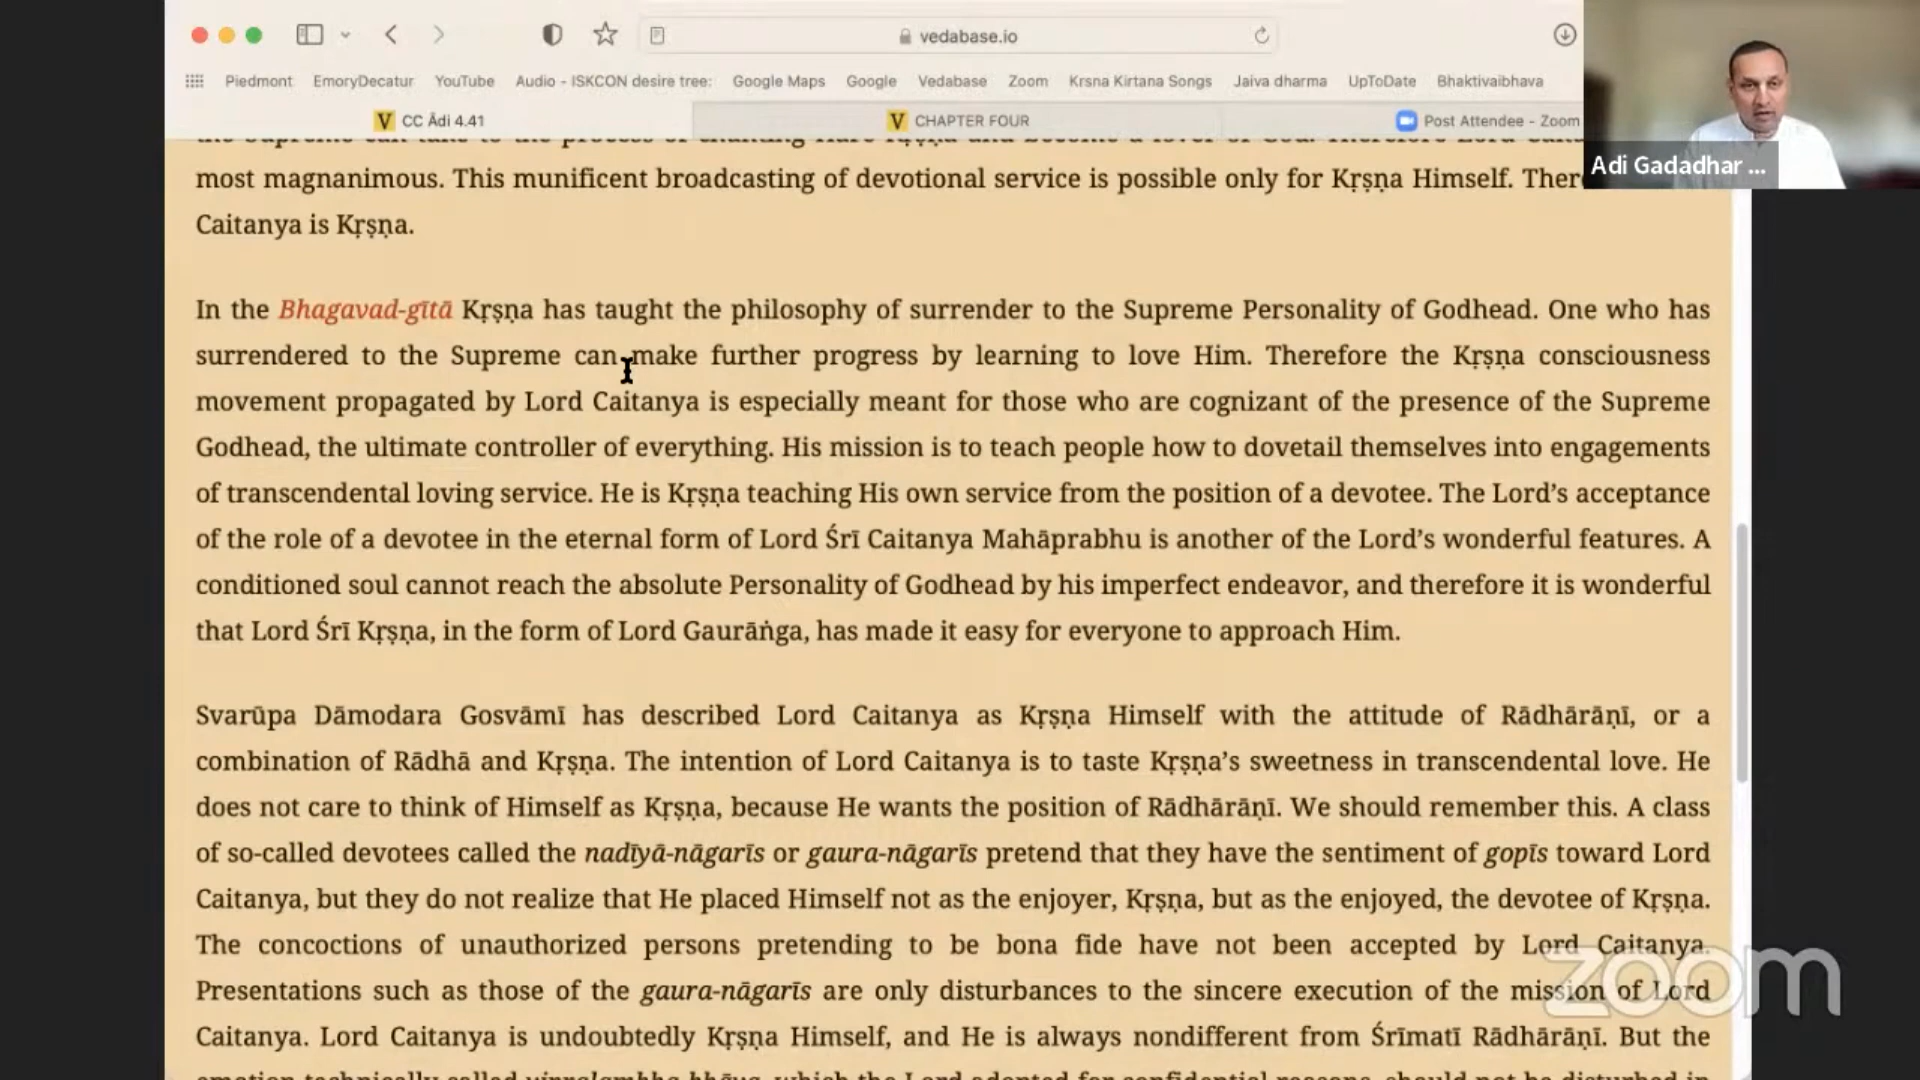 vedabase.io
Piedmont EmoryDecatur YouTube Audio - ISKCON desire tree: Google Maps Google Vedabase Zoom Krsna Kirtana Songs Jaiva dharma UpToDate Bhaktivaibhava
V CC Ādi 4.41 V CHAPTER FOUR Post Attendee - Zoom
Adi Gadadhar ...
most magnanimous. This munificent broadcasting of devotional service is possible only for Kṛṣṇa Himself.
Caitanya is Kṛṣṇa.
In the Bhagavad-gītā Kṛṣṇa has taught the philosophy of surrender to the Supreme Personality of Godhead. One who has
surrendered to the Supreme can make further progress by learning to love Him. Therefore the Kṛṣṇa consciousness
movement propagated by Lord Caitanya is especially meant for those who are cognizant of the presence of the Supreme
Godhead, the ultimate controller of everything. His mission is to teach people how to dovetail themselves into engagements
of transcendental loving service. He is Kṛṣṇa teaching His own service from the position of a devotee. The Lord’s acceptance
of the role of a devotee in the eternal form of Lord Śrī Caitanya Mahāprabhu is another of the Lord’s wonderful features. A
conditioned soul cannot reach the absolute Personality of Godhead by his imperfect endeavor, and therefore it is wonderful
that Lord Śrī Kṛṣṇa, in the form of Lord Gaurāṅga, has made it easy for everyone to approach Him.
Svarūpa Dāmodara Gosvāmī has described Lord Caitanya as Kṛṣṇa Himself with the attitude of Rādhārāṇī, or a
combination of Rādhā and Kṛṣṇa. The intention of Lord Caitanya is to taste Kṛṣṇa’s sweetness in transcendental love. He
does not care to think of Himself as Kṛṣṇa, because He wants the position of Rādhārāṇī. We should remember this. A class
of so-called devotees called the nadīyā-nāgarīs or gaura-nāgarīs pretend that they have the sentiment of gopīs toward Lord
Caitanya, but they do not realize that He placed Himself not as the enjoyer, Kṛṣṇa, but as the enjoyed, the devotee of Kṛṣṇa.
The concoctions of unauthorized persons pretending to be bona fide have not been accepted by Lord Caitanya.
Presentations such as those of the gaura-nāgarīs are only disturbances to the sincere execution of the mission of Lord
Caitanya. Lord Caitanya is undoubtedly Kṛṣṇa Himself, and He is always nondifferent from Śrīmatī Rādhārāṇī. But the
zoom